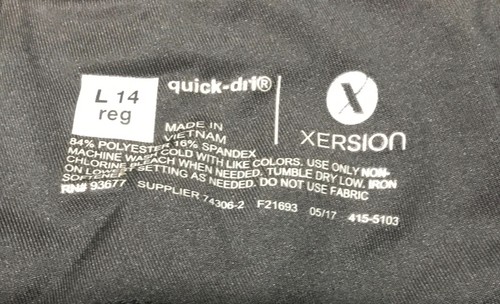 L 14
reg
quick-dri®
X
XERSION
MADE IN
VIETNAM
84% POLYESTER 16% SPANDEX
MACHINE WASH COLD WITH LIKE COLORS. USE ONLY NON-
CHLORINE BLEACH WHEN NEEDED. TUMBLE DRY LOW. IRON
ON LOWER SETTING AS NEEDED. DO NOT USE FABRIC
SOFTENER
RN# 93677 SUPPLIER 74306-2 F21693 05/17 415-5103